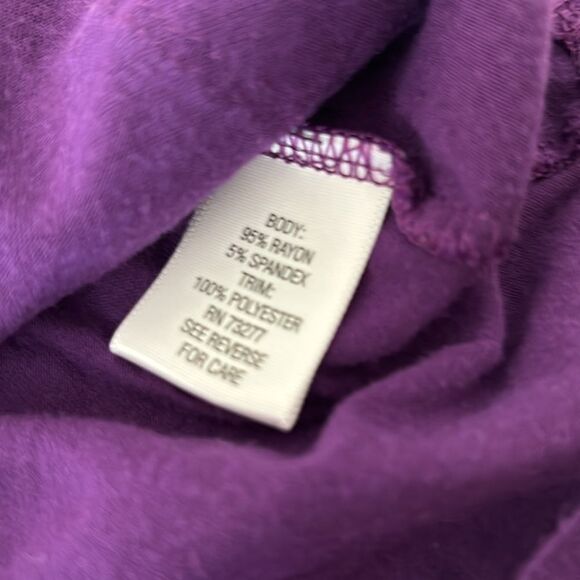 BODY:
95% RAYON
5% SPANDEX
TRIM:
100% POLYESTER
RN 73277
SEE REVERSE
FOR CARE